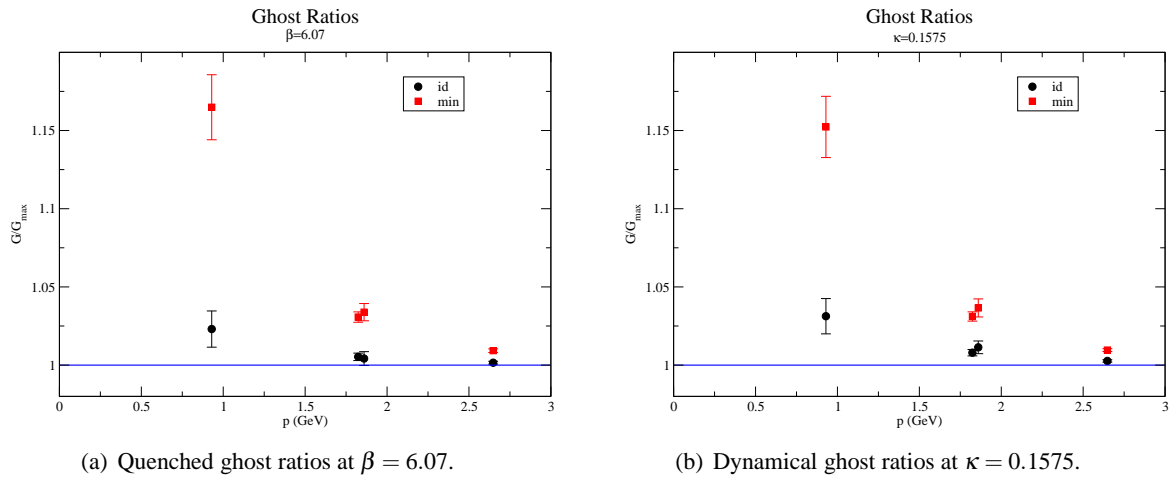 Ghost Ratios
β=6.07
id
min
G/Gmax
1.15
1.1
1.05
1
0 0.5 1 1.5 2 2.5 3
p (GeV)
(a) Quenched ghost ratios at β = 6.07.
Ghost Ratios
κ=0.1575
id
min
G/Gmax
1.15
1.1
1.05
1
0 0.5 1 1.5 2 2.5 3
p (GeV)
(b) Dynamical ghost ratios at κ = 0.1575.